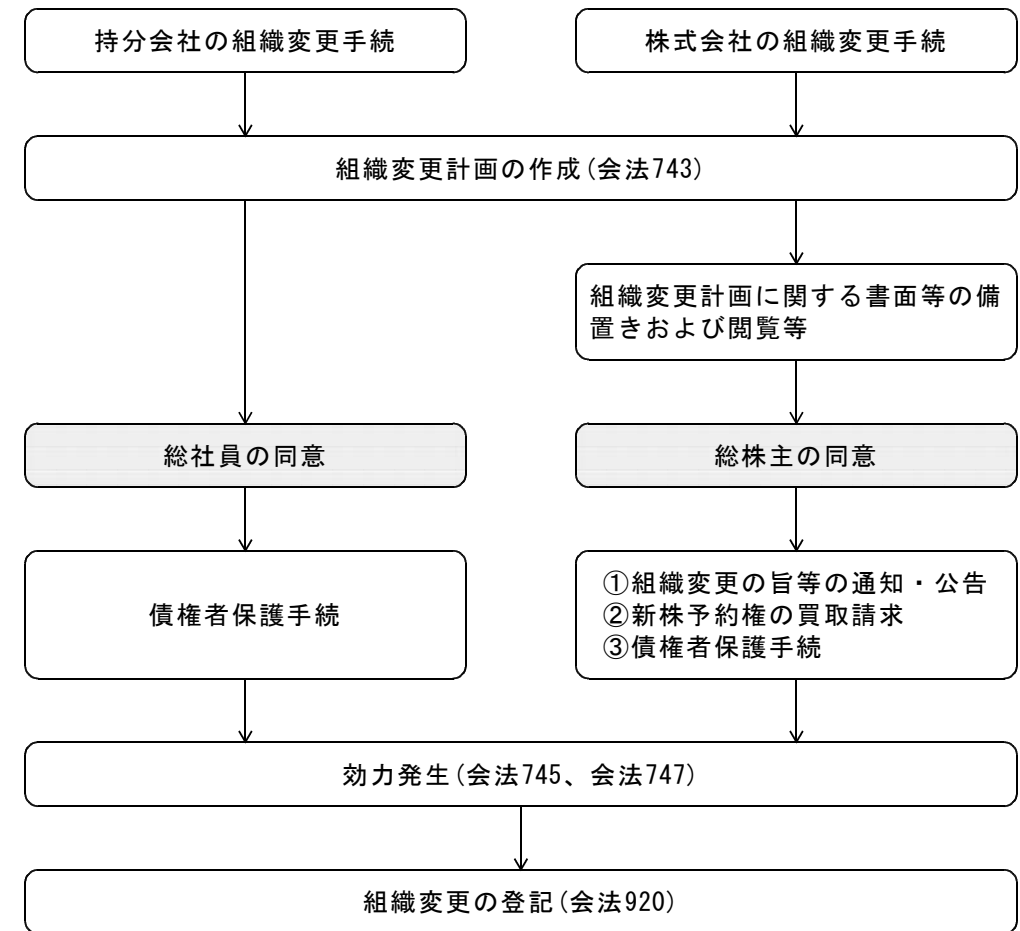 持分会社の組織変更手続
株式会社の組織変更手続
組織変更計画の作成(会法743)
組織変更計画に関する書面等の備
置きおよび閲覧等
総社員の同意
総株主の同意
債権者保護手続
①組織変更の旨等の通知・公告
②新株予約権の買取請求
③債権者保護手続
効力発生(会法745、会法747)
組織変更の登記(会法920)